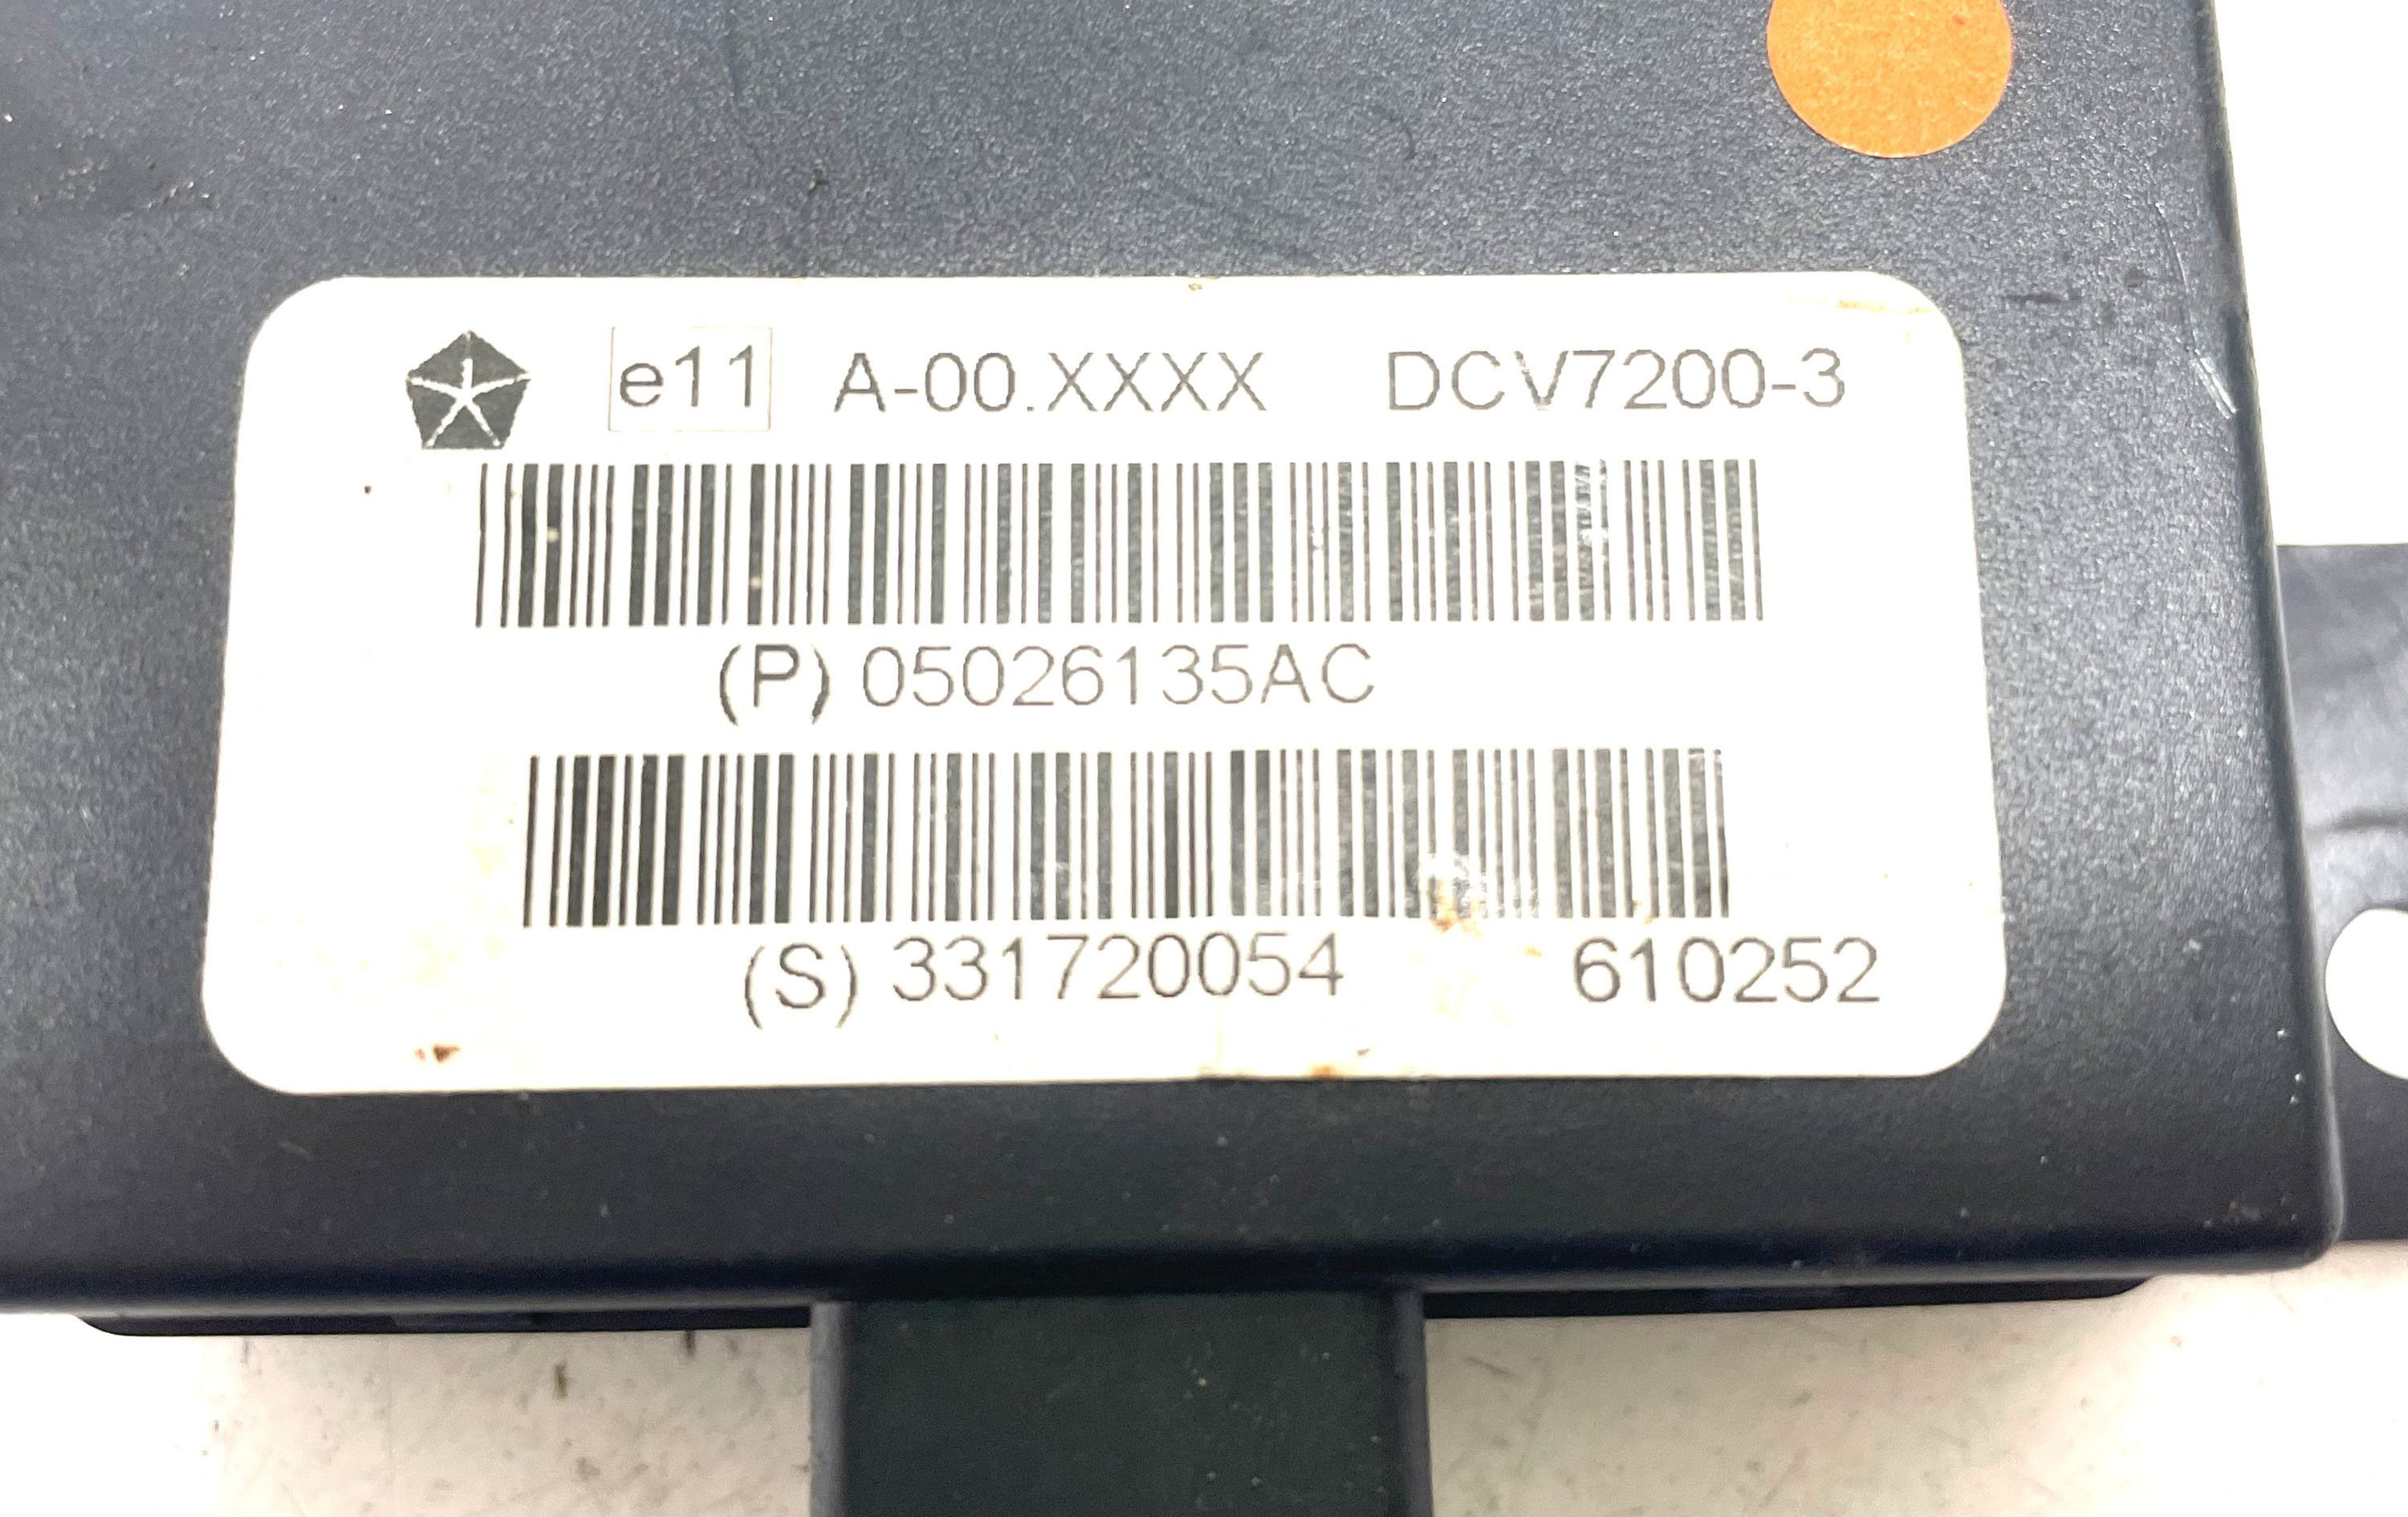 e11 A-00.XXXX DCV7200-3
(P) 05026135AC
(S) 331720054 610252